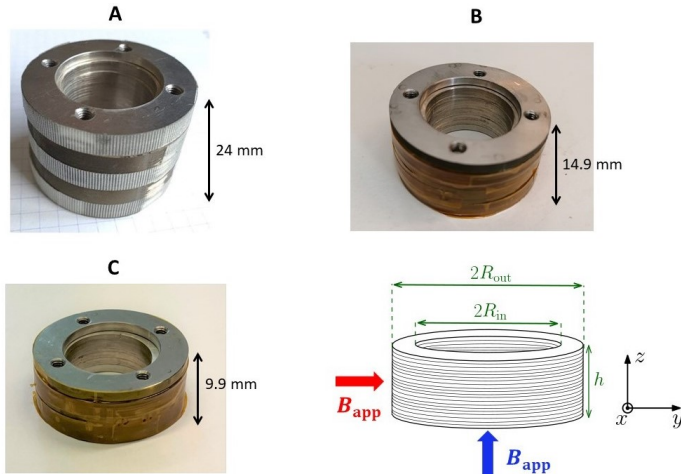 A
B
24 mm
14.9 mm
C
9.9 mm
2R_out
2R_in
h
B_app
B_app
z
x
y